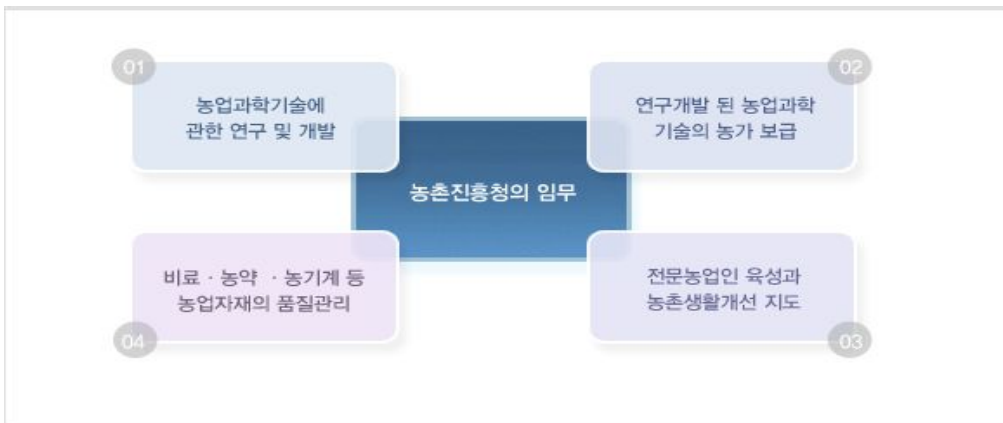 01
농업과학기술에
관한 연구 및 개발
02
연구개발 된 농업과학
기술의 농가 보급
농촌진흥청의 임무
비료 · 농약 · 농기계 등
농업자재의 품질관리
04
전문농업인 육성과
농촌생활개선 지도
03